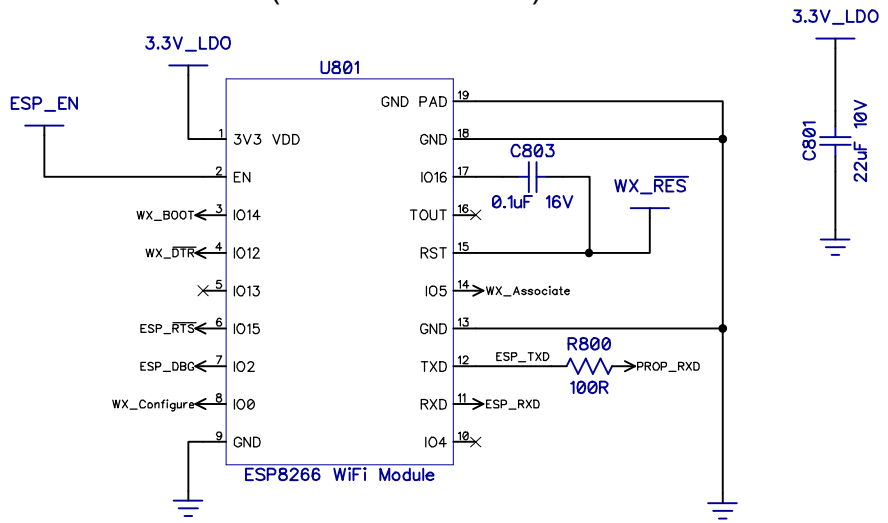 3.3V_LDO
3.3V_LDO
U801
ESP_EN
GND PAD 19
1 3V3 VDD
GND 18
C801
22uF 10V
2 EN
IO16 17
C803
0.1uF 16V
WX_RES
WX_BOOT 3 IO14
TOUT 16
WX_DTR 4 IO12
RST 15
5 IO13
IO5 14 WX_Associate
ESP_RTS 6 IO15
GND 13
R800
ESP_DBG 7 IO2
TXD 12 ESP_TXD
PROP_RXD
100R
WX_Configure 8 IO0
RXD 11 ESP_RXD
9 GND
IO4 10
ESP8266 WiFi Module